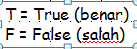 T = True (benar)
F = False (salah)